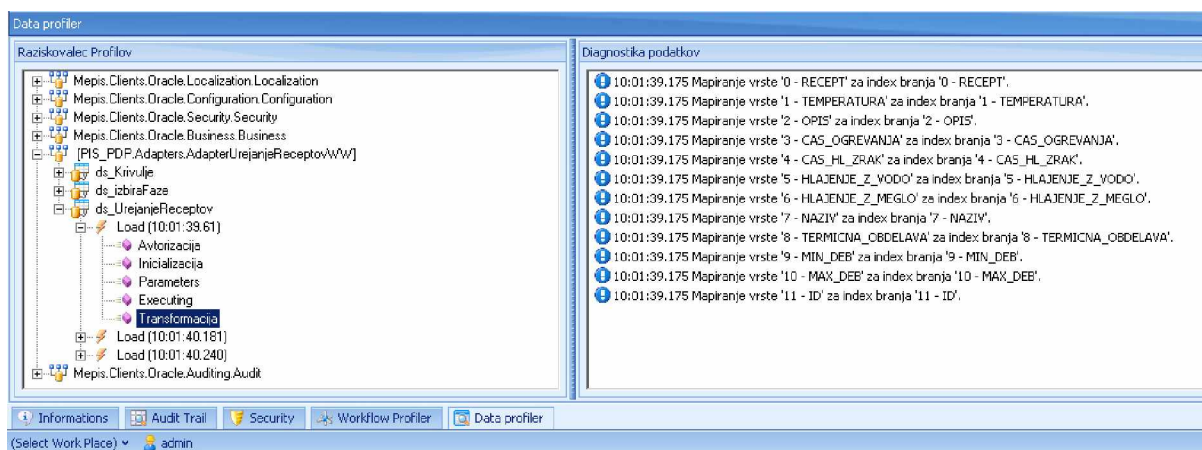 Data profiler
Raziskovalec Profilov
Mepis.Clients.Oracle.Localization.Localization
Mepis.Clients.Oracle.Configuration.Configuration
Mepis.Clients.Oracle.Security.Security
Mepis.Clients.Oracle.Business.Business
[PIS_PDP.Adapters.AdapterUrejanjeReceptovWW]
ds_Krivulje
ds_izbiraFaze
ds_UrejanjeReceptov
Load (10:01:39.61)
Avtorizacija
Inicializacija
Parameters
Executing
Transformacija
Load (10:01:40.181)
Load (10:01:40.240)
Mepis.Clients.Oracle.Auditing.Audit
Diagnostika podatkov
10:01:39.175 Mapiranje vrste '0 - RECEPT' za index branja '0 - RECEPT'.
10:01:39.175 Mapiranje vrste '1 - TEMPERATURA' za index branja '1 - TEMPERATURA'.
10:01:39.175 Mapiranje vrste '2 - OPIS' za index branja '2 - OPIS'.
10:01:39.175 Mapiranje vrste '3 - CAS_OGREVANJA' za index branja '3 - CAS_OGREVANJA'.
10:01:39.175 Mapiranje vrste '4 - CAS_HL_ZRAK' za index branja '4 - CAS_HL_ZRAK'.
10:01:39.175 Mapiranje vrste '5 - HLAJENJE_Z_VODO' za index branja '5 - HLAJENJE_Z_VODO'.
10:01:39.175 Mapiranje vrste '6 - HLAJENJE_Z_MEGLO' za index branja '6 - HLAJENJE_Z_MEGLO'.
10:01:39.175 Mapiranje vrste '7 - NAZIV' za index branja '7 - NAZIV'.
10:01:39.175 Mapiranje vrste '8 - TERMICNA_OBDELAVA' za index branja '8 - TERMICNA_OBDELAVA'.
10:01:39.175 Mapiranje vrste '9 - MIN_DEB' za index branja '9 - MIN_DEB'.
10:01:39.175 Mapiranje vrste '10 - MAX_DEB' za index branja '10 - MAX_DEB'.
10:01:39.175 Mapiranje vrste '11 - ID' za index branja '11 - ID'.
Informations Audit Trail Security Workflow Profiler Data profiler
(Select Work Place) admin